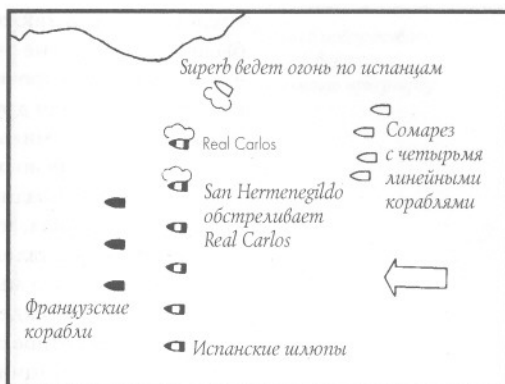 Superb ведет огонь по испанцам
Real Carlos
Сомарез
с четырьмя
линейными
кораблями
San Hermenegildo
обстреливает
Real Carlos
Французские
корабли
Испанские шлюпы